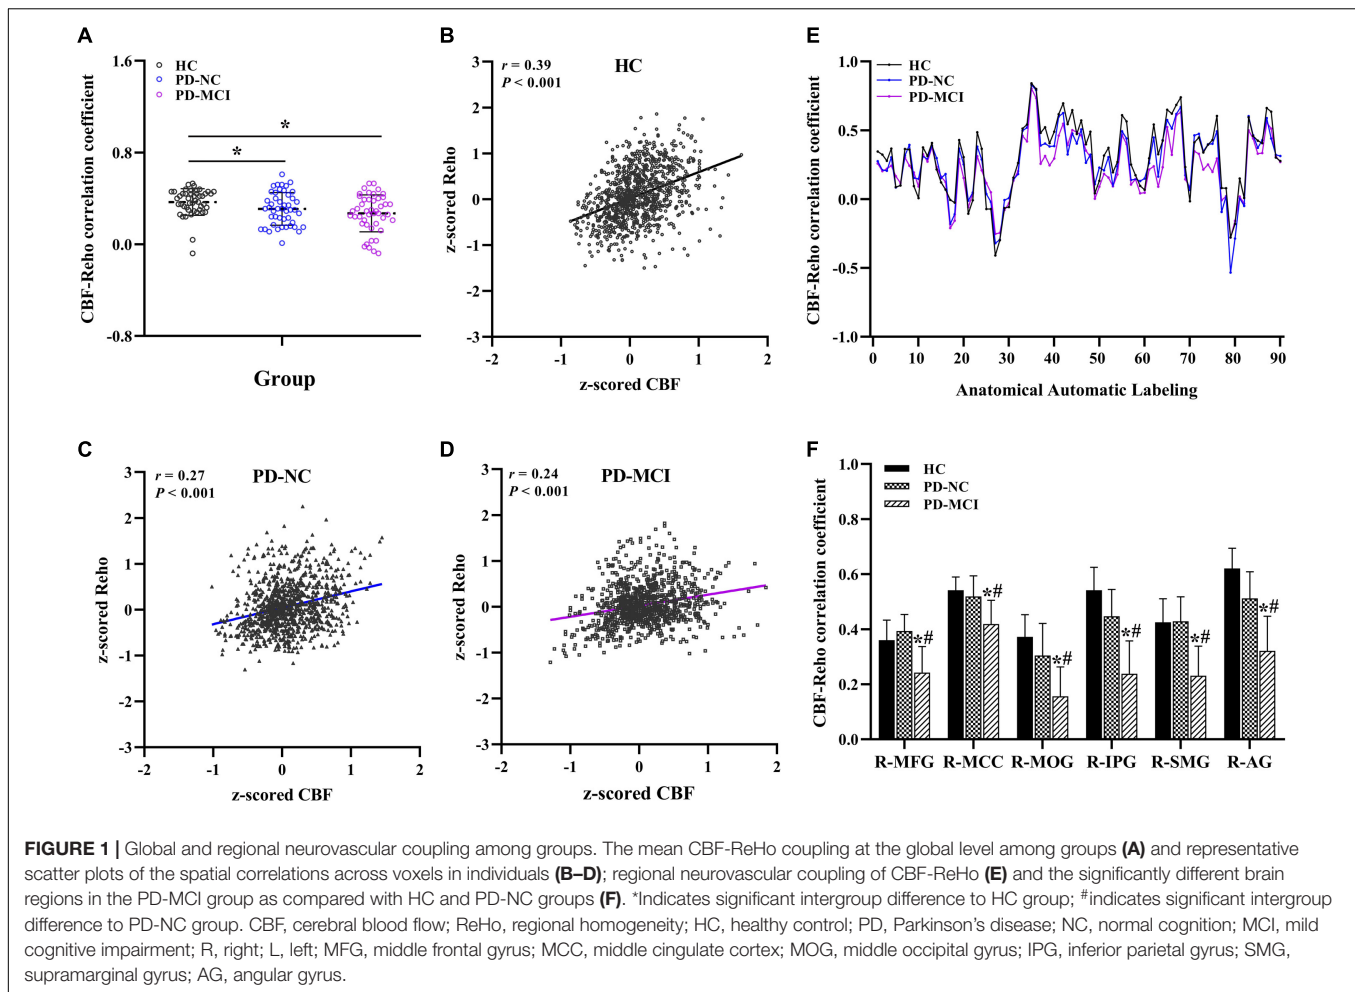 A
HC
PD-NC
PD-MCI
CBF-Reho correlation coefficient
1.6
0.8
0.0
-0.8
*
*
Group
B
r = 0.39
P < 0.001
HC
z-scored Reho
3
2
1
0
-1
-2
-3
-2
-1
0
1
2
z-scored CBF
E
HC
PD-NC
PD-MCI
CBF-Reho correlation coefficient
1.0
0.5
0.0
-0.5
-1.0
0
10
20
30
40
50
60
70
80
90
Anatomical Automatic Labeling
C
r = 0.27
P < 0.001
PD-NC
z-scored Reho
3
2
1
0
-1
-2
-3
-2
-1
0
1
2
z-scored CBF
D
r = 0.24
P < 0.001
PD-MCI
z-scored Reho
3
2
1
0
-1
-2
-3
-2
-1
0
1
2
z-scored CBF
F
HC
PD-NC
PD-MCI
CBF-Reho correlation coefficient
1.0
0.8
0.6
0.4
0.2
0.0
*#
*#
*#
*#
*#
*#
R-MFG R-MCC R-MOG R-IPG R-SMG R-AG
FIGURE 1 | Global and regional neurovascular coupling among groups. The mean CBF-ReHo coupling at the global level among groups (A) and representative
scatter plots of the spatial correlations across voxels in individuals (B–D); regional neurovascular coupling of CBF-ReHo (E) and the significantly different brain
regions in the PD-MCI group as compared with HC and PD-NC groups (F). *Indicates significant intergroup difference to HC group; #indicates significant intergroup
difference to PD-NC group. CBF, cerebral blood flow; ReHo, regional homogeneity; HC, healthy control; PD, Parkinson's disease; NC, normal cognition; MCI, mild
cognitive impairment; R, right; L, left; MFG, middle frontal gyrus; MCC, middle cingulate cortex; MOG, middle occipital gyrus; IPG, inferior parietal gyrus; SMG,
supramarginal gyrus; AG, angular gyrus.